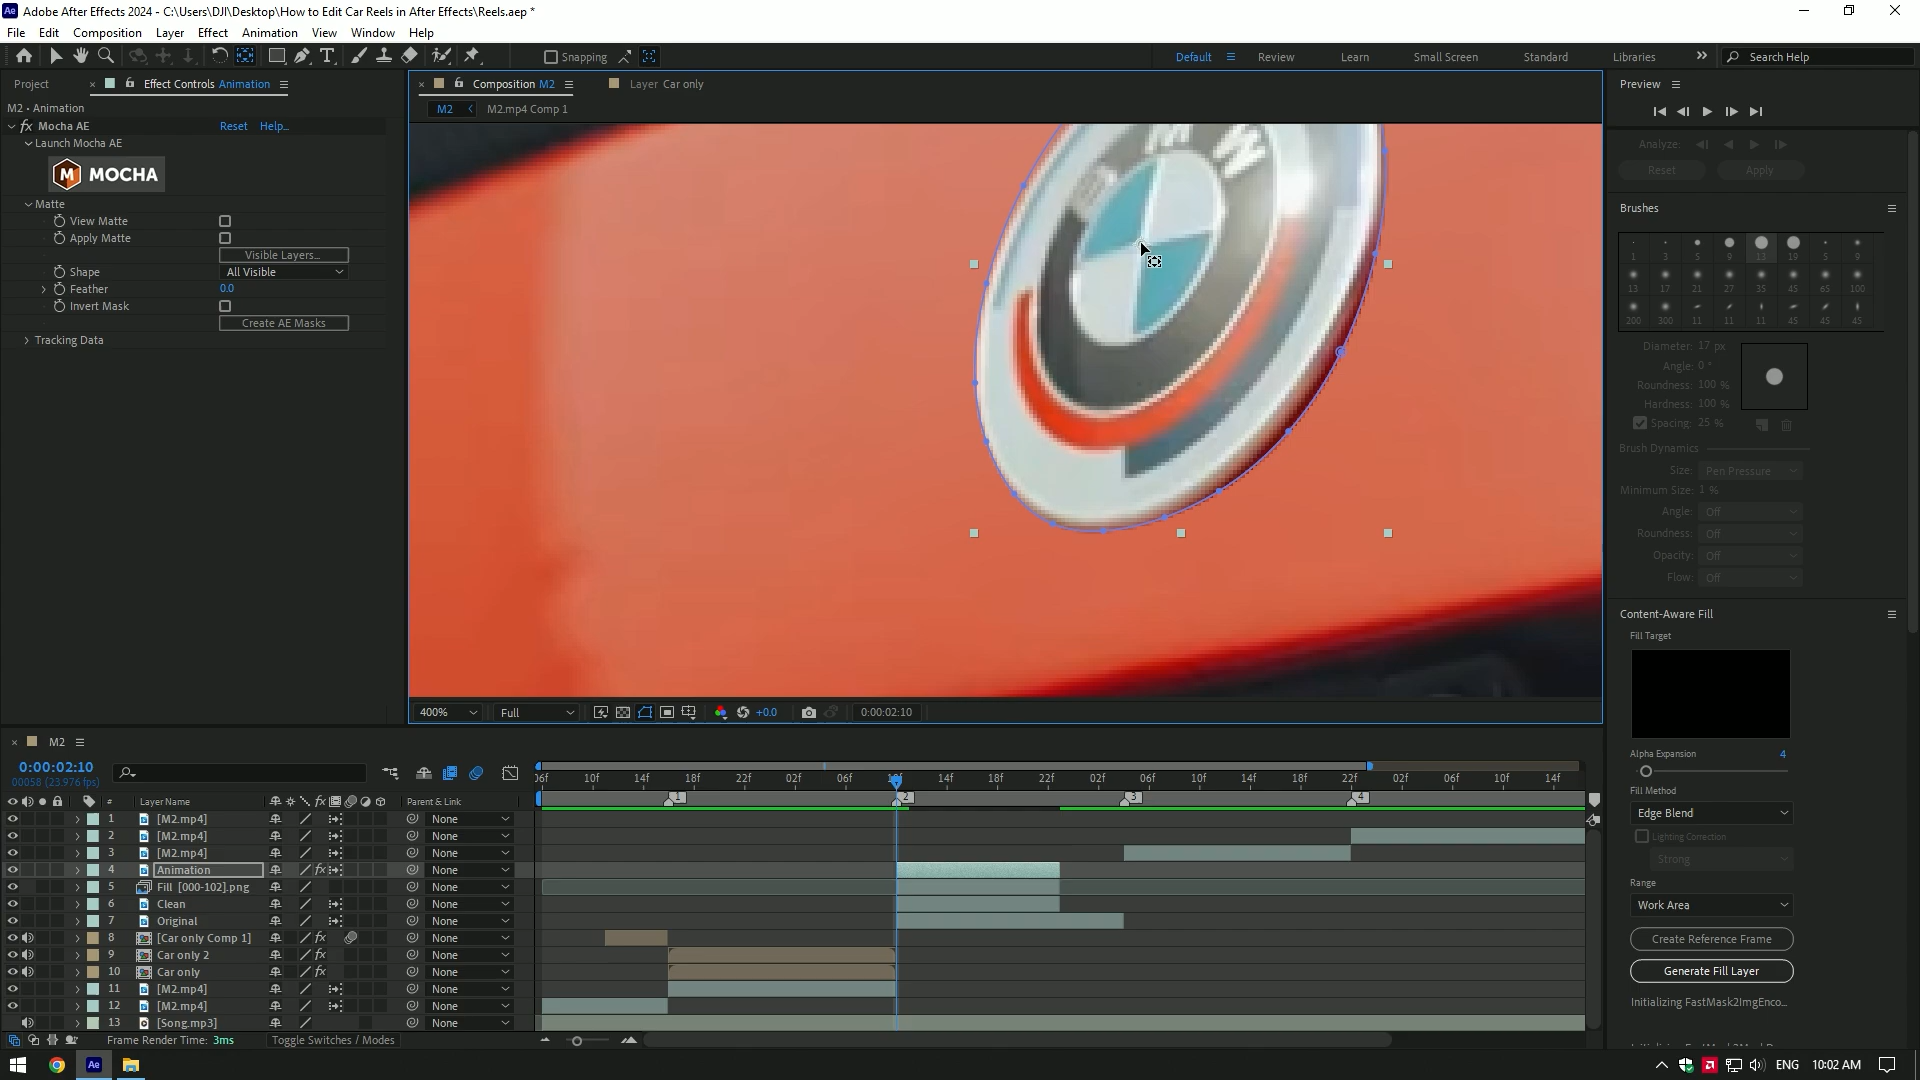 Adobe After Effects 2024 - C:\Users\DJI\Desktop\How to Edit Car Reels in After Effects\Reels.aep *
File Edit Composition Layer Effect Animation View Window Help
Snapping
Default Review Learn Small Screen Standard Libraries Search Help
Project Effect Controls Animation Composition M2 Layer Car only Preview
M2 • Animation M2 M2.mp4 Comp 1
Mocha AE Reset Help...
Launch Mocha AE
MOCHA
Matte
View Matte
Apply Matte
Visible Layers...
Shape All Visible
Feather 0.0
Invert Mask
Create AE Masks
Tracking Data
M W
400% Full +0.0 0:00:02:10
Analyze:
Reset Apply
Brushes
1 3 5 9 13 19 5 9
13 17 21 27 35 45 65 100
200 300 11 11 11 45 45 45
Diameter: 17 px
Angle: 0 °
Roundness: 100 %
Hardness: 100 %
Spacing: 25 %
Brush Dynamics
Size: Pen Pressure
Minimum Size: 1 %
Angle: Off
Roundness: Off
Opacity: Off
Flow: Off
Content-Aware Fill
Fill Target
Alpha Expansion 4
Fill Method
Edge Blend
Lighting Correction
Strong
Range
Work Area
Create Reference Frame
Generate Fill Layer
Initializing FastMask2ImgEnco...
M2
0:00:02:10
00058 (23.976 fps)
06f 10f 14f 18f 22f 02f 06f 10f 14f 18f 22f 02f 06f 10f 14f 18f 22f 02f 06f 10f 14f
# Layer Name fx Parent & Link 1 2 3 4
1 [M2.mp4] None
2 [M2.mp4] None
3 [M2.mp4] None
4 Animation fx None
5 Fill [000-102].png None
6 Clean None
7 Original None
8 [Car only Comp 1] fx None
9 Car only 2 fx None
10 Car only fx None
11 [M2.mp4] None
12 [M2.mp4] None
13 [Song.mp3] None
Frame Render Time: 3ms Toggle Switches / Modes
Ae ENG 10:02 AM